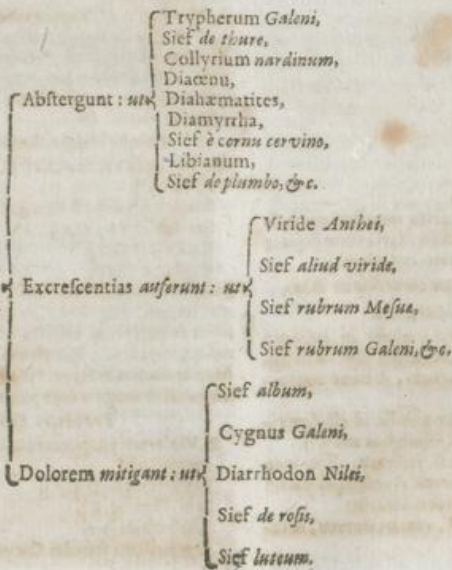 Trypherum Galeni,
Sief de thure,
Collyrium nardinum,
Diaœnu,
Abſtergunt: ut
Diahæmatites,
Diamyrrha,
Sief è cornu cervino,
Libianum,
Sief de plumbo, &c.
Viride Anthei,
Sief aliud viride,
Excreſcentias auferunt: ut
Sief rubrum Meſuæ,
Sief rubrum Galeni, &c.
Sief album,
Cygnus Galeni,
Dolorem mitigant: ut
Diarrhodon Nilei,
Sief de roſis,
Sief luteum.